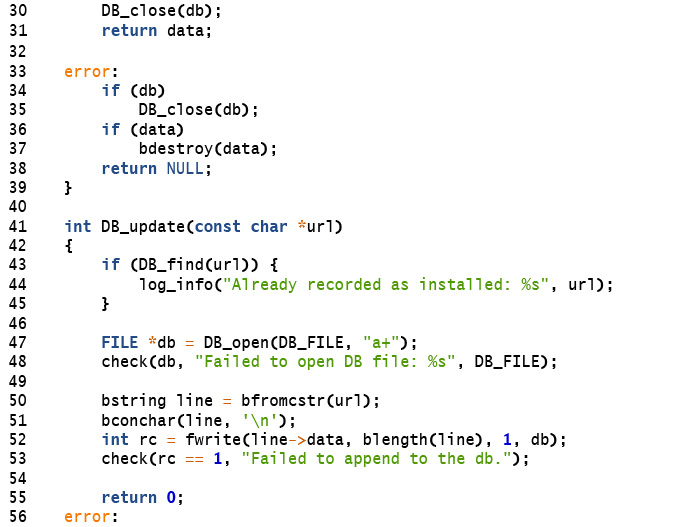 30        DB_close(db);
31        return data;
32
33    error:
34        if (db)
35            DB_close(db);
36        if (data)
37            bdestroy(data);
38        return NULL;
39    }
40
41    int DB_update(const char *url)
42    {
43        if (DB_find(url)) {
44            log_info("Already recorded as installed: %s", url);
45        }
46
47        FILE *db = DB_open(DB_FILE, "a+");
48        check(db, "Failed to open DB file: %s", DB_FILE);
49
50        bstring line = bfromcstr(url);
51        bconchar(line, '\n');
52        int rc = fwrite(line->data, blength(line), 1, db);
53        check(rc == 1, "Failed to append to the db.");
54
55        return 0;
56    error: